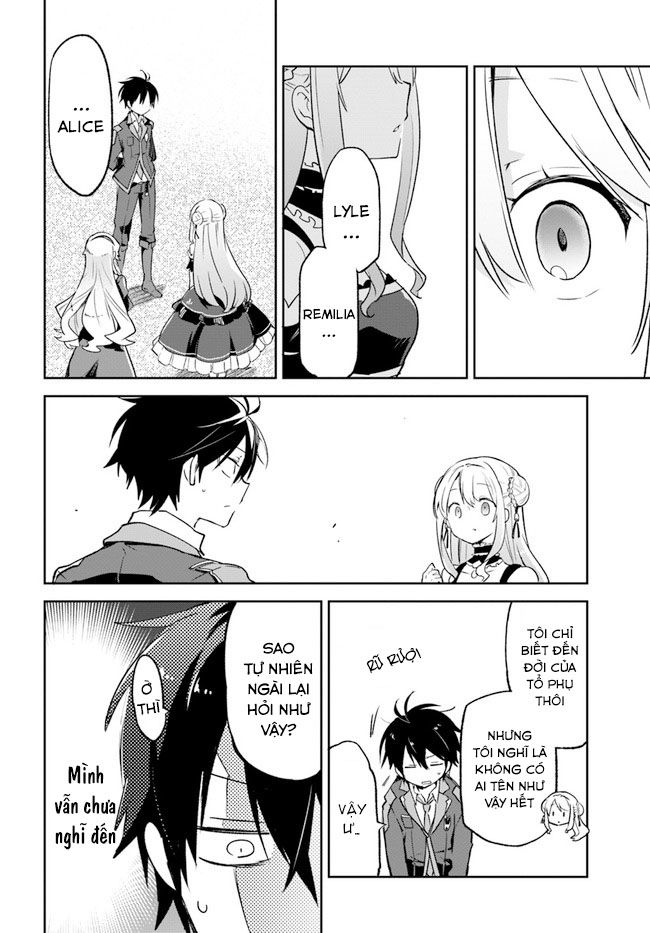 LYLE
...
REMILIA
...
...
ALICE
TÔI CHỈ
BIẾT ĐẾN
ĐỜI CỦA
TỔ PHỤ
THÔI
NHƯNG
TÔI NGHĨ LÀ
KHÔNG CÓ
AI TÊN NHƯ
VẬY HẾT
RŨ RƯỢI
VẬY
Ư..
SAO
TỰ NHIÊN
NGÀI LẠI
HỎI NHƯ
VẬY?
Ờ
THÌ
Mình
vẫn chưa
nghĩ đến